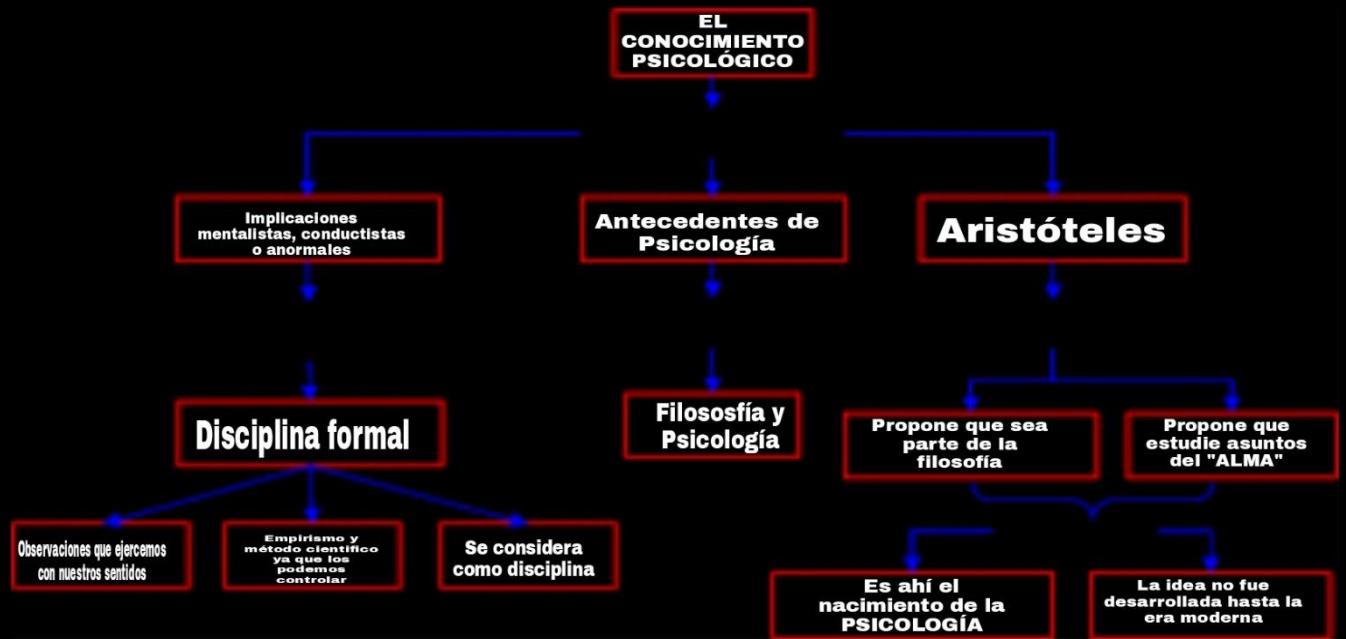 EL
CONOCIMIENTO
PSICOLÓGICO
Implicaciones
mentalistas, conductistas
o anormales
Antecedentes de
Psicología
Aristóteles
Disciplina formal
Filososfía y
Psicología
Propone que sea
parte de la
filosofía
Propone que
estudie asuntos
del "ALMA"
Observaciones que ejercemos
con nuestros sentidos
Empirismo y
método cientifico
ya que los
podemos
controlar
Se considera
como disciplina
Es ahí el
nacimiento de la
PSICOLOGÍA
La idea no fue
desarrollada hasta la
era moderna